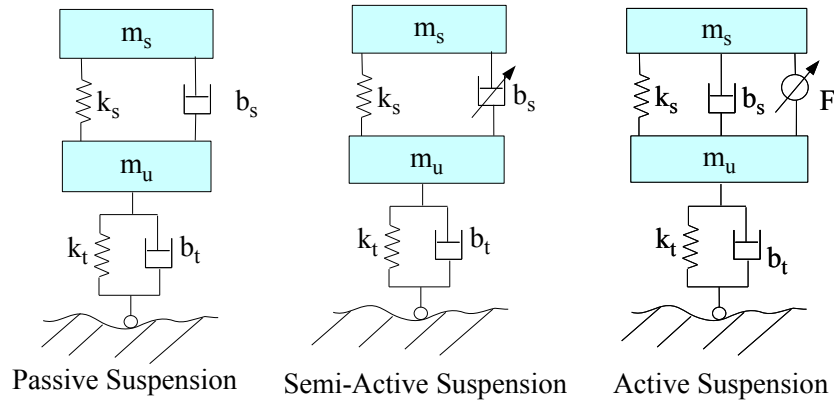 m_s m_s m_s
k_s b_s k_s b_s k_s b_s F
m_u m_u m_u
k_t b_t k_t b_t k_t b_t
Passive Suspension Semi-Active Suspension Active Suspension